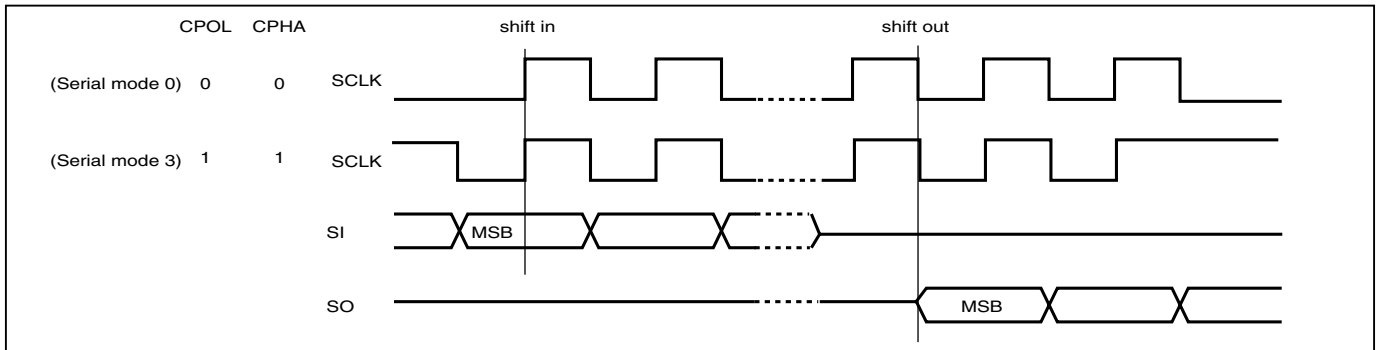 CPOL CPHA shift in shift out
(Serial mode 0) 0 0 SCLK
(Serial mode 3) 1 1 SCLK
SI MSB
SO MSB